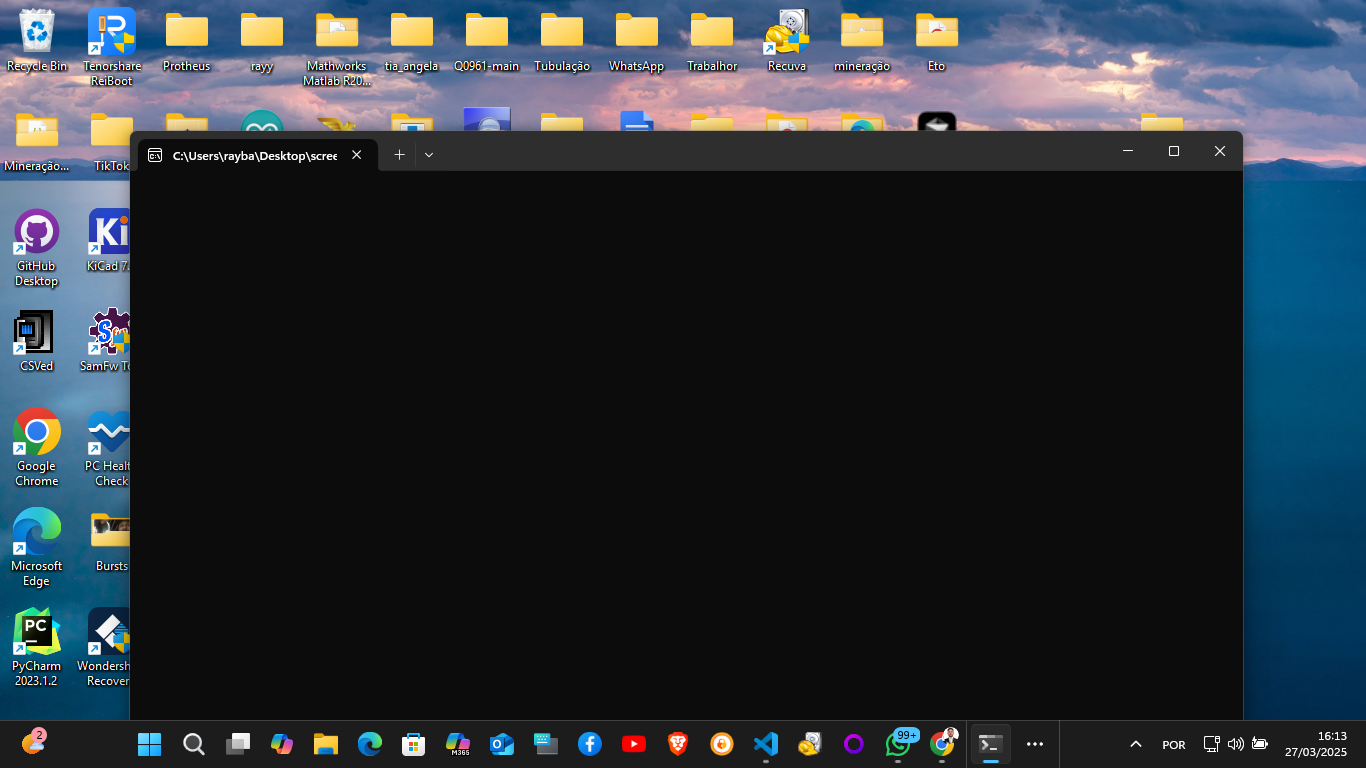 Recycle Bin
Tenorshare
ReiBoot
Protheus
rayy
Mathworks
Matlab R20...
tia_angela
Q0961-main
Tubulação
WhatsApp
Trabalhor
Recuva
mineração
Eto
Mineração...
TikTok
C:\Users\rayba\Desktop\scree
GitHub
Desktop
Ki
KiCad 7.
CSVed
SamFw To
Google
Chrome
PC Healt
Check
Microsoft
Edge
Bursts
PC
PyCharm
2023.1.2
Wondersh
Recover
2
M365
99+
POR
16:13
27/03/2025